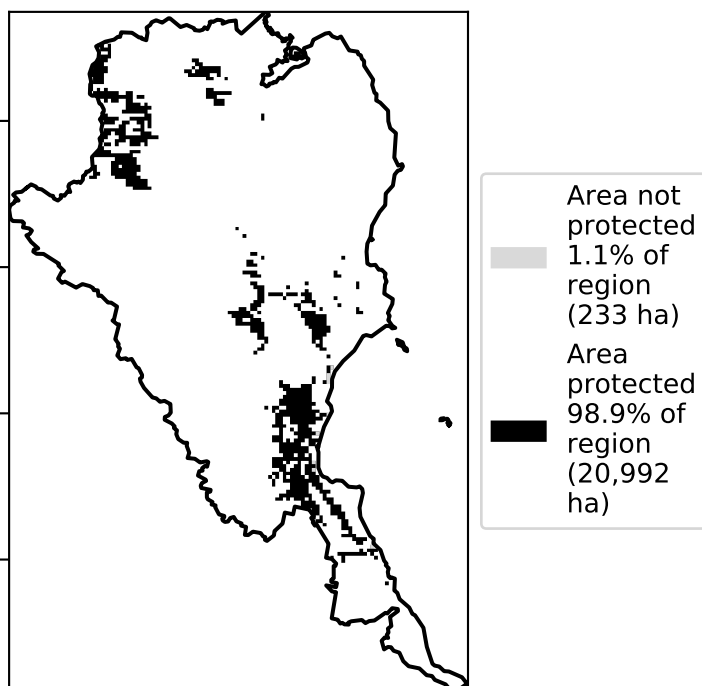 Area not
protected
1.1% of
region
(233 ha)
Area
protected
98.9% of
region
(20,992
ha)